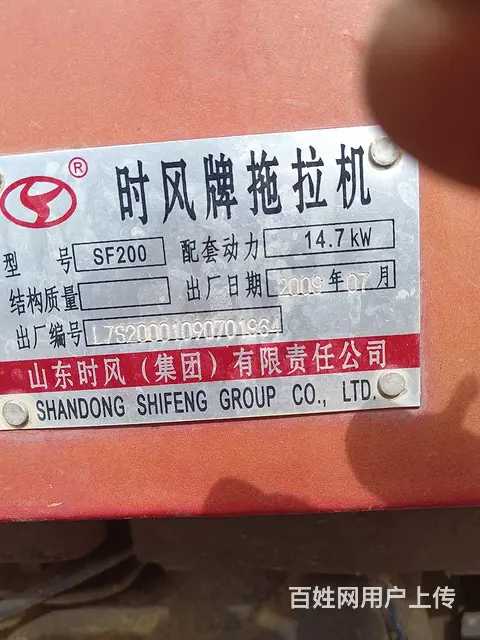 ®
时风牌拖拉机
型 号 SF200 配套动力 14.7kW
结构质量 出厂日期 2009年07月
出厂编号 L7S20001090701964
山东时风（集团）有限责任公司
SHANDONG SHIFENG GROUP CO., LTD.
百姓网用户上传